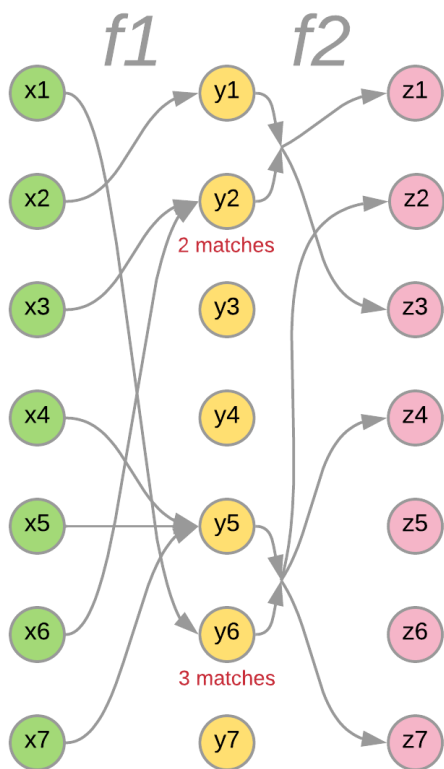 f1 f2
x1 y1 z1
x2 y2 z2
2 matches
x3 y3 z3
x4 y4 z4
x5 y5 z5
x6 y6 z6
3 matches
x7 y7 z7